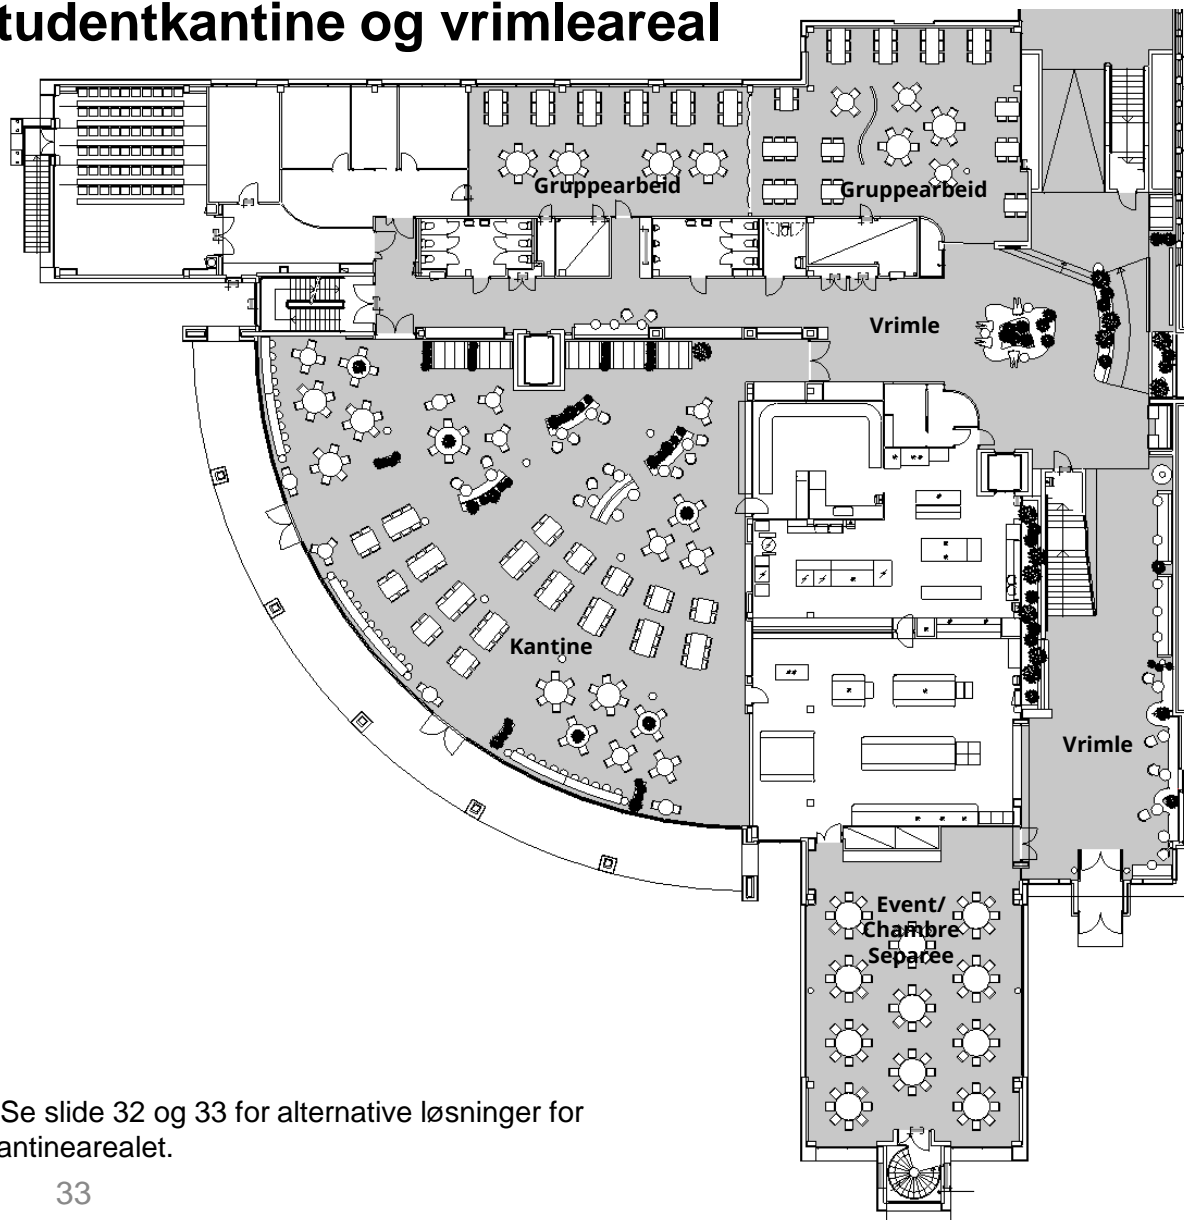 tudentkantine og vrimleareal
Gruppearbeid
Gruppearbeid
Vrimle
Kantine
Vrimle
Event/
Chambre
Separee
Se slide 32 og 33 for alternative løsninger for
antinearealet.
33